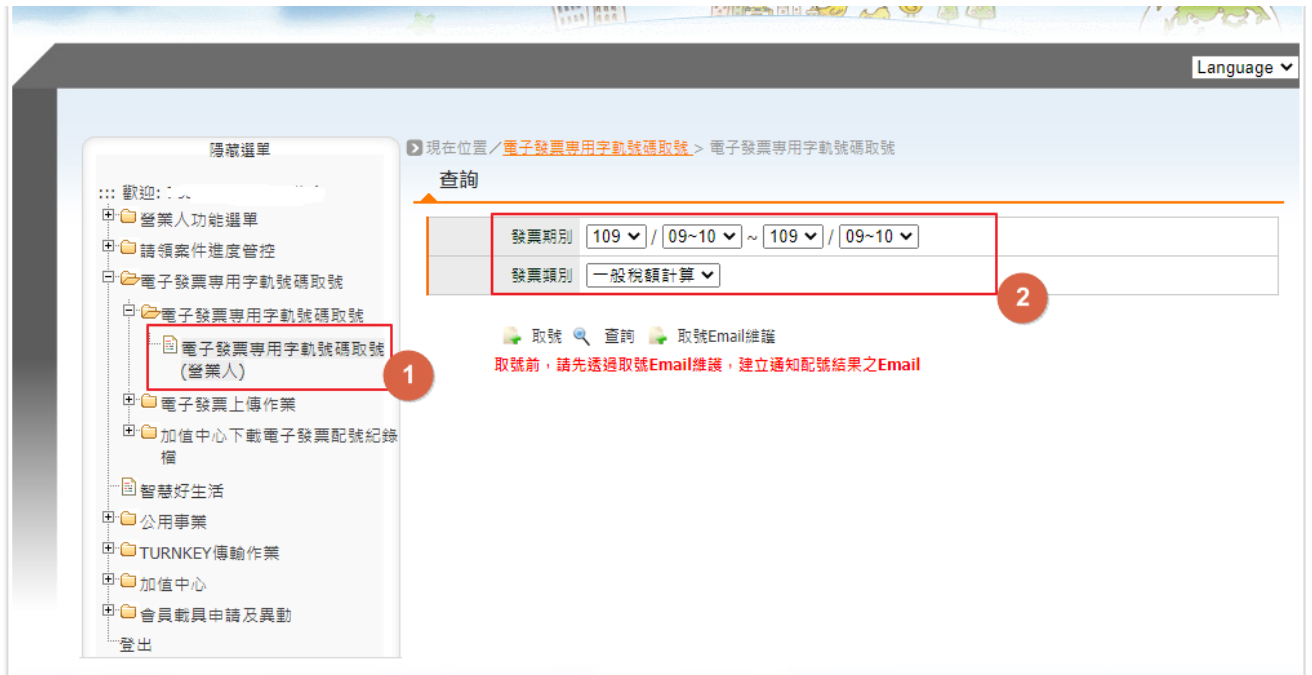 Language
隱藏選單
::: 歡迎:
營業人功能選單
請領案件進度管控
電子發票專用字軌號碼取號
電子發票專用字軌號碼取號
電子發票專用字軌號碼取號
(營業人)
1
電子發票上傳作業
加值中心下載電子發票配號紀錄
檔
智慧好生活
公用事業
TURNKEY傳輸作業
加值中心
會員載具申請及異動
登出
現在位置／電子發票專用字軌號碼取號 > 電子發票專用字軌號碼取號
查詢
發票期別 109 / 09~10 ~ 109 / 09~10
發票類別 一般稅額計算
2
取號 查詢 取號Email維護
取號前，請先透過取號Email維護，建立通知配號結果之Email